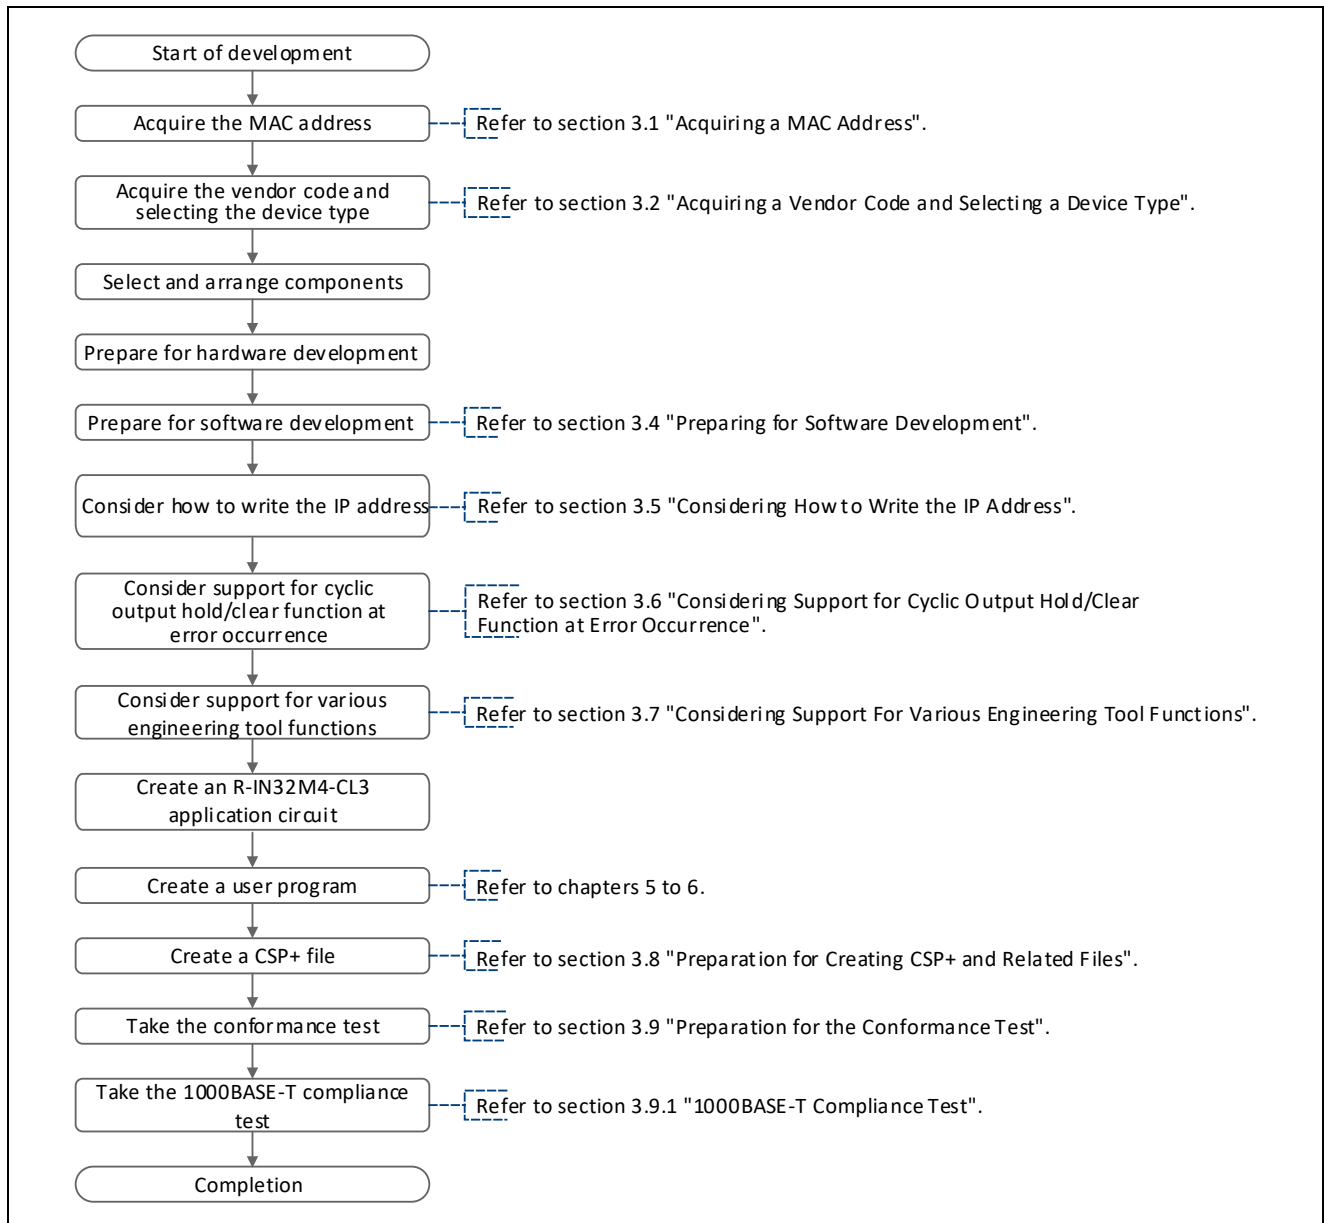 Start of development
Acquire the MAC address
Refer to section 3.1 "Acquiring a MAC Address".
Acquire the vendor code and
selecting the device type
Refer to section 3.2 "Acquiring a Vendor Code and Selecting a Device Type".
Select and arrange components
Prepare for hardware development
Prepare for software development
Refer to section 3.4 "Preparing for Software Development".
Consider how to write the IP address
Refer to section 3.5 "Considering How to Write the IP Address".
Consider support for cyclic
output hold/clear function at
error occurrence
Refer to section 3.6 "Considering Support for Cyclic Output Hold/Clear
Function at Error Occurrence".
Consider support for various
engineering tool functions
Refer to section 3.7 "Considering Support For Various Engineering Tool Functions".
Create an R-IN32M4-CL3
application circuit
Create a user program
Refer to chapters 5 to 6.
Create a CSP+ file
Refer to section 3.8 "Preparation for Creating CSP+ and Related Files".
Take the conformance test
Refer to section 3.9 "Preparation for the Conformance Test".
Take the 1000BASE-T compliance
test
Refer to section 3.9.1 "1000BASE-T Compliance Test".
Completion